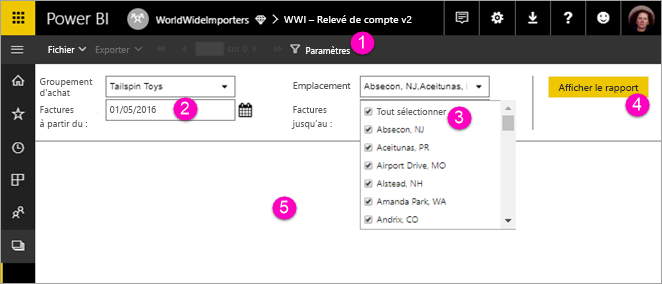 Power BI WorldWideImporters > WWI – Relevé de compte v2
Fichier Exporter sur 0 Paramètres 1
Groupement d'achat Tailspin Toys Emplacement Absecon, NJ,Aceitunas, Afficher le rapport
Factures à partir du : 01/05/2016 2 Factures jusqu'au : 4
Tout sélectionner 3
Absecon, NJ
Aceitunas, PR
Airport Drive, MO
Alstead, NH
Amanda Park, WA
5
Andrix, CO